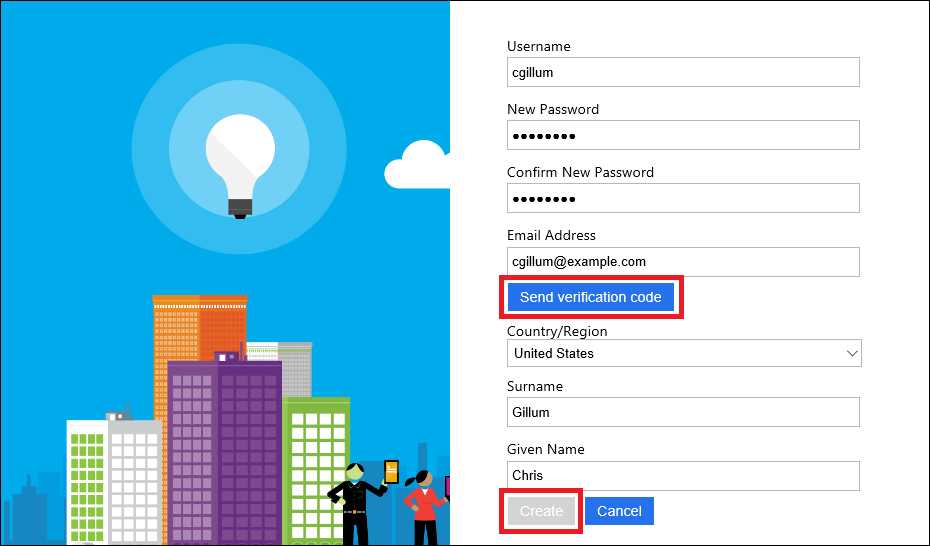 Username
cgillum
New Password
●●●●●●●●
Confirm New Password
●●●●●●●●
Email Address
cgillum@example.com
Send verification code
Country/Region
United States
Surname
Gillum
Given Name
Chris
Create Cancel